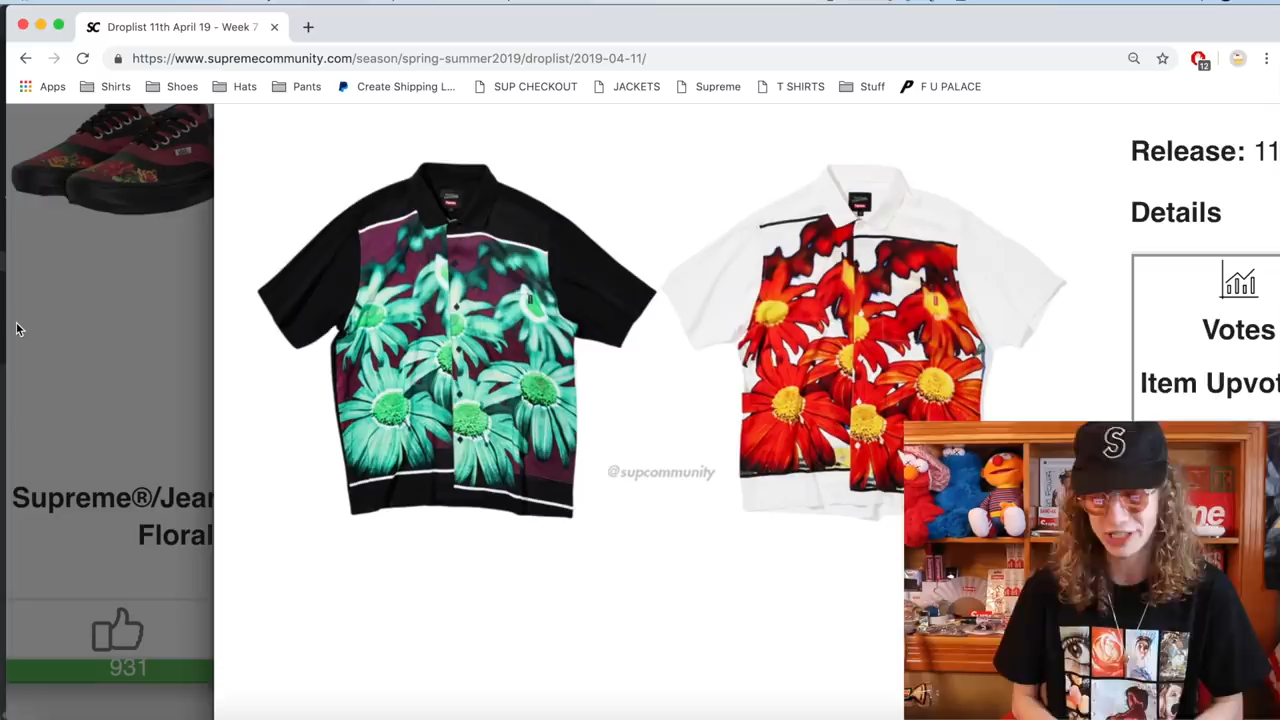 SC Droplist 11th April 19 - Week 7
https://www.supremecommunity.com/season/spring-summer2019/droplist/2019-04-11/
12
Apps Shirts Shoes Hats Pants Create Shipping L... SUP CHECKOUT JACKETS Supreme T SHIRTS Stuff F U PALACE
Release: 11
Details
Votes
Item Upvot
@supcommunity
Supreme®/Jean
Floral
931
S